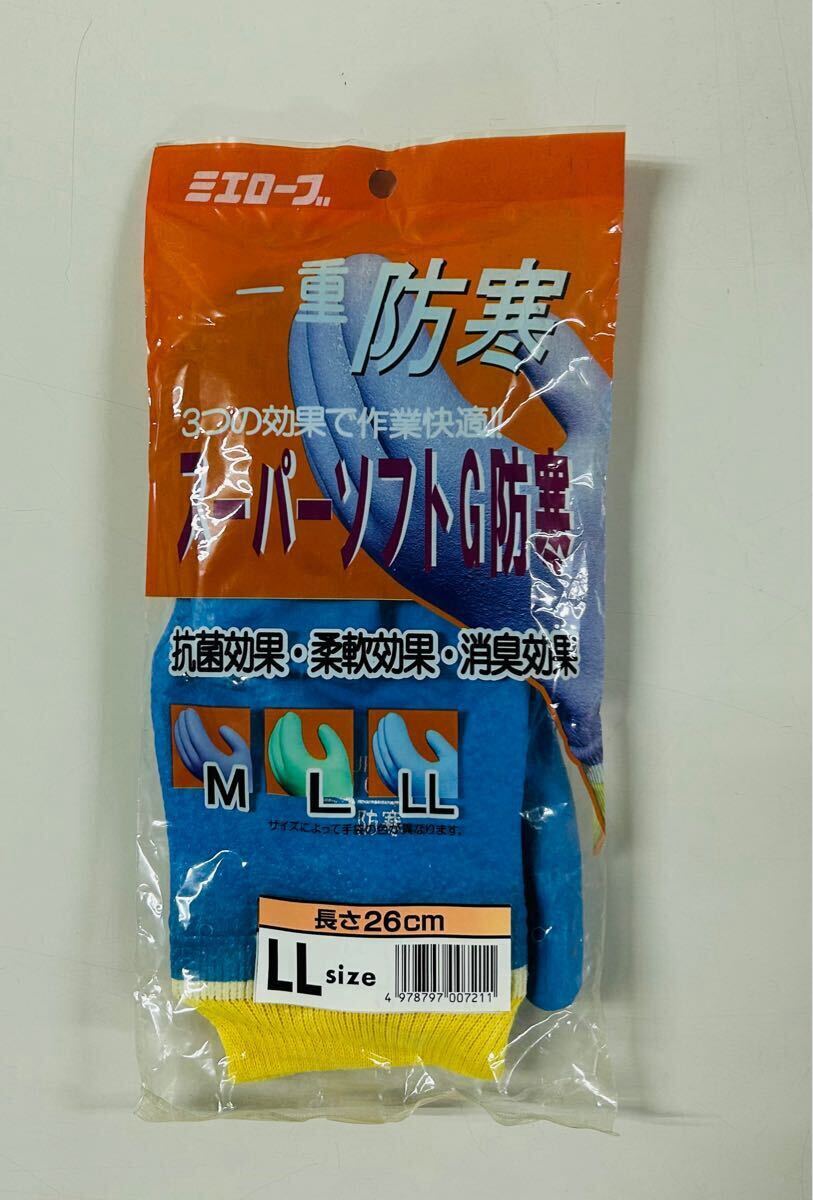 ミエローブ
一重 防寒
3つの効果で作業快適!!
スーパーソフトG防寒
抗菌効果・柔軟効果・消臭効果
M L LL
防寒
サイズによって手袋の色が異なります。
長さ26cm
LL size
4 978797 007211